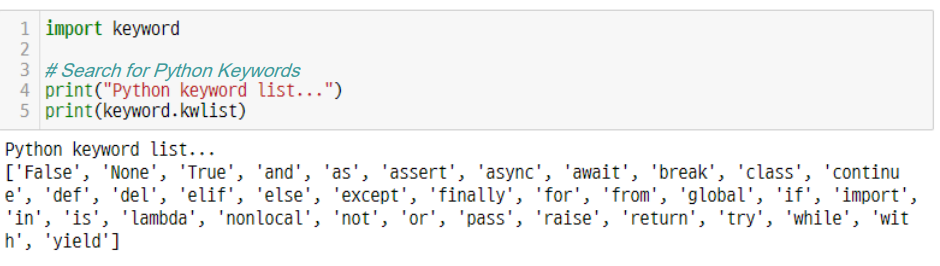 1 import keyword
2
3 # Search for Python Keywords
4 print("Python keyword list...")
5 print(keyword.kwlist)
Python keyword list...
['False', 'None', 'True', 'and', 'as', 'assert', 'async', 'await', 'break', 'class', 'continu
e', 'def', 'del', 'elif', 'else', 'except', 'finally', 'for', 'from', 'global', 'if', 'import',
'in', 'is', 'lambda', 'nonlocal', 'not', 'or', 'pass', 'raise', 'return', 'try', 'while', 'wit
h', 'yield']